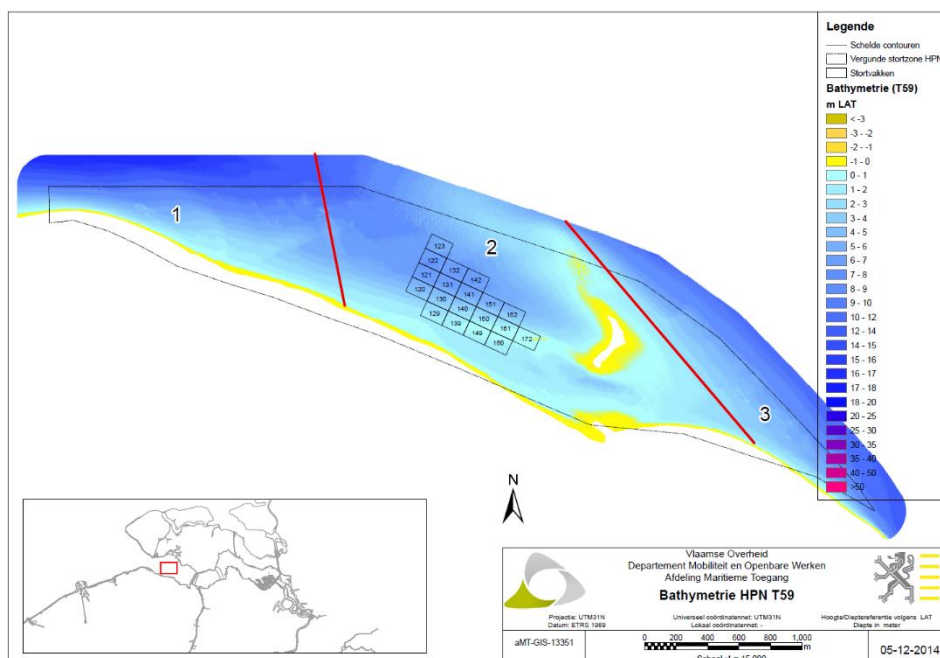 Legende
Schelde contouren
Vergunde stortzone HPN
Stortvakken
Bathymetrie (T59)
m LAT
< -3
-3 - -2
-2 - -1
-1 - 0
0 - 1
1 - 2
2 - 3
3 - 4
4 - 5
5 - 6
6 - 7
7 - 8
8 - 9
9 - 10
10 - 12
12 - 14
14 - 15
15 - 16
16 - 17
17 - 18
18 - 20
20 - 25
25 - 30
30 - 35
35 - 40
40 - 50
>50
1
2
3
123
122 132 142
121 131 141 151 162
120 130 140 150 161 172
129 139 149 160
N
Vlaamse Overheid
Departement Mobiliteit en Openbare Werken
Afdeling Maritieme Toegang
Bathymetrie HPN T59
Projectie: UTM31N
Datum: ETRS 1989
Universeel coördinatennet: UTM31N
Lokaal coördinatennet: -
Hoogte/Dieptereferentie volgens LAT
Diepte in meter
aMT-GIS-13351
0 200 400 600 800 1,000
m
05-12-2014